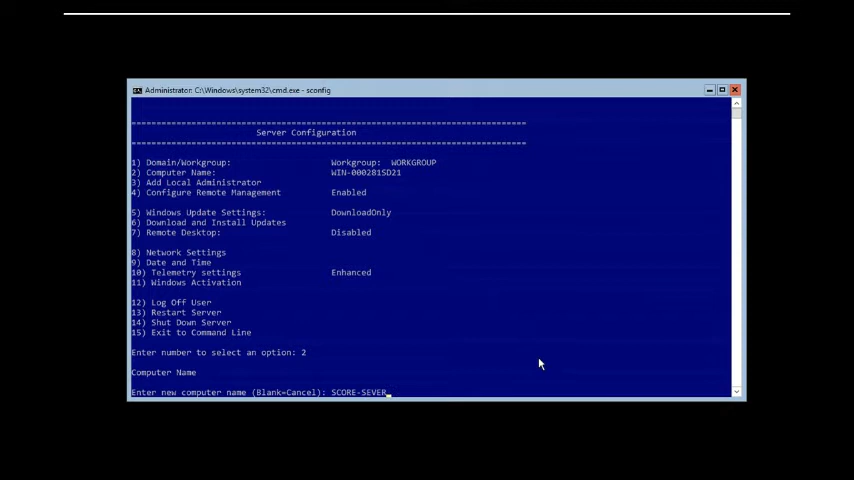 Administrator: C:\Windows\system32\cmd.exe - sconfig
===============================================================================
Server Configuration
===============================================================================
1) Domain/Workgroup: Workgroup: WORKGROUP
2) Computer Name: WIN-000281SD21
3) Add Local Administrator
4) Configure Remote Management Enabled
5) Windows Update Settings: DownloadOnly
6) Download and Install Updates
7) Remote Desktop: Disabled
8) Network Settings
9) Date and Time
10) Telemetry settings Enhanced
11) Windows Activation
12) Log Off User
13) Restart Server
14) Shut Down Server
15) Exit to Command Line
Enter number to select an option: 2
Computer Name
Enter new computer name (Blank=Cancel): SCORE-SEVER